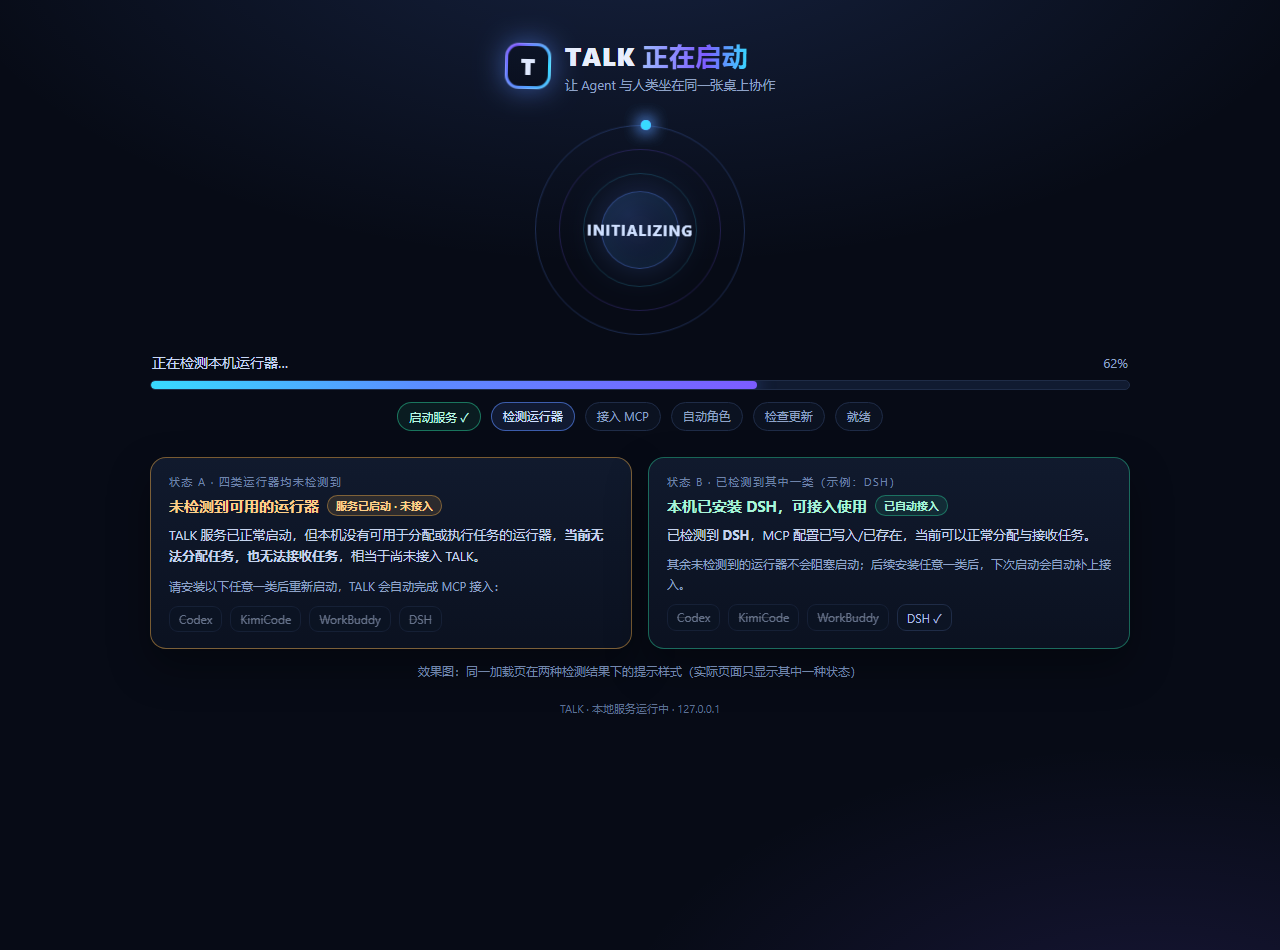 T
TALK 正在启动
让 Agent 与人类坐在同一张桌上协作
INITIALIZING
正在检测本机运行器...
62%
启动服务 ✓
检测运行器
接入 MCP
自动角色
检查更新
就绪
状态 A · 四类运行器均未检测到
未检测到可用的运行器 服务已启动 · 未接入
TALK 服务已正常启动，但本机没有可用于分配或执行任务的运行器，当前无
法分配任务，也无法接收任务，相当于尚未接入 TALK。
请安装以下任意一类后重新启动，TALK 会自动完成 MCP 接入：
Codex
KimiCode
WorkBuddy
DSH
状态 B · 已检测到其中一类（示例：DSH）
本机已安装 DSH，可接入使用 已自动接入
已检测到 DSH，MCP 配置已写入/已存在，当前可以正常分配与接收任务。
其余未检测到的运行器不会阻塞启动；后续安装任意一类后，下次启动会自动补上接
入。
Codex
KimiCode
WorkBuddy
DSH ✓
效果图：同一加载页在两种检测结果下的提示样式（实际页面只显示其中一种状态）
TALK · 本地服务运行中 · 127.0.0.1